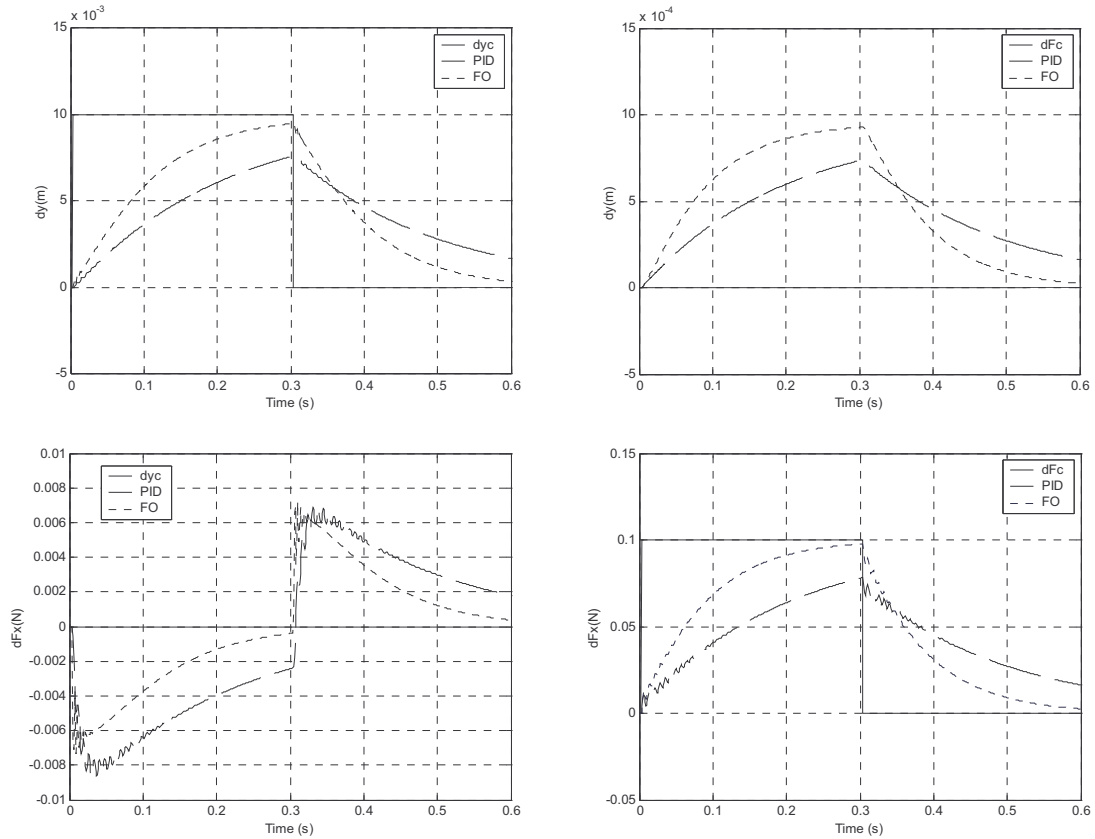 x 10-3
15
10
5
0
-5
dy(m)
0
0.1
0.2
0.3
0.4
0.5
0.6
Time (s)
dyc
PID
FO
x 10-4
15
10
5
0
-5
dy(m)
0
0.1
0.2
0.3
0.4
0.5
0.6
Time (s)
dFc
PID
FO
0.01
0.008
0.006
0.004
0.002
0
-0.002
-0.004
-0.006
-0.008
-0.01
dFx(N)
0
0.1
0.2
0.3
0.4
0.5
0.6
Time (s)
dyc
PID
FO
0.15
0.1
0.05
0
-0.05
dFx(N)
0
0.1
0.2
0.3
0.4
0.5
0.6
Time (s)
dFc
PID
FO